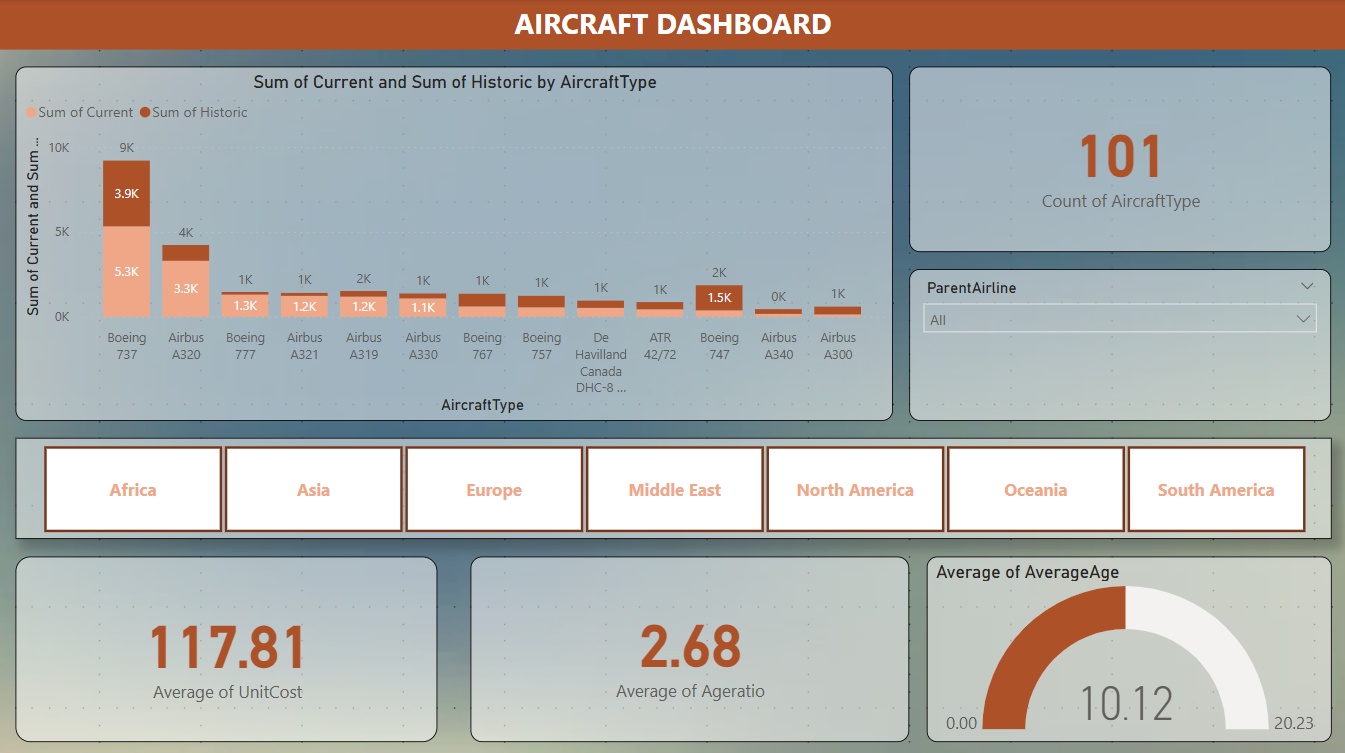 AIRCRAFT DASHBOARD
Sum of Current and Sum of Historic by AircraftType
Sum of Current Sum of Historic
Sum of Current and Sum ...
10K
5K
0K
9K
3.9K
5.3K
4K
3.3K
1K
1.3K
1K
1.2K
2K
1.2K
1K
1.1K
1K
1K
1K
1K
2K
1.5K
0K
1K
Boeing
737
Airbus
A320
Boeing
777
Airbus
A321
Airbus
A319
Airbus
A330
Boeing
767
Boeing
757
De
Havilland
Canada
DHC-8 ...
ATR
42/72
Boeing
747
Airbus
A340
Airbus
A300
AircraftType
101
Count of AircraftType
ParentAirline
All
Africa
Asia
Europe
Middle East
North America
Oceania
South America
117.81
Average of UnitCost
2.68
Average of Ageratio
Average of AverageAge
10.12
0.00
20.23